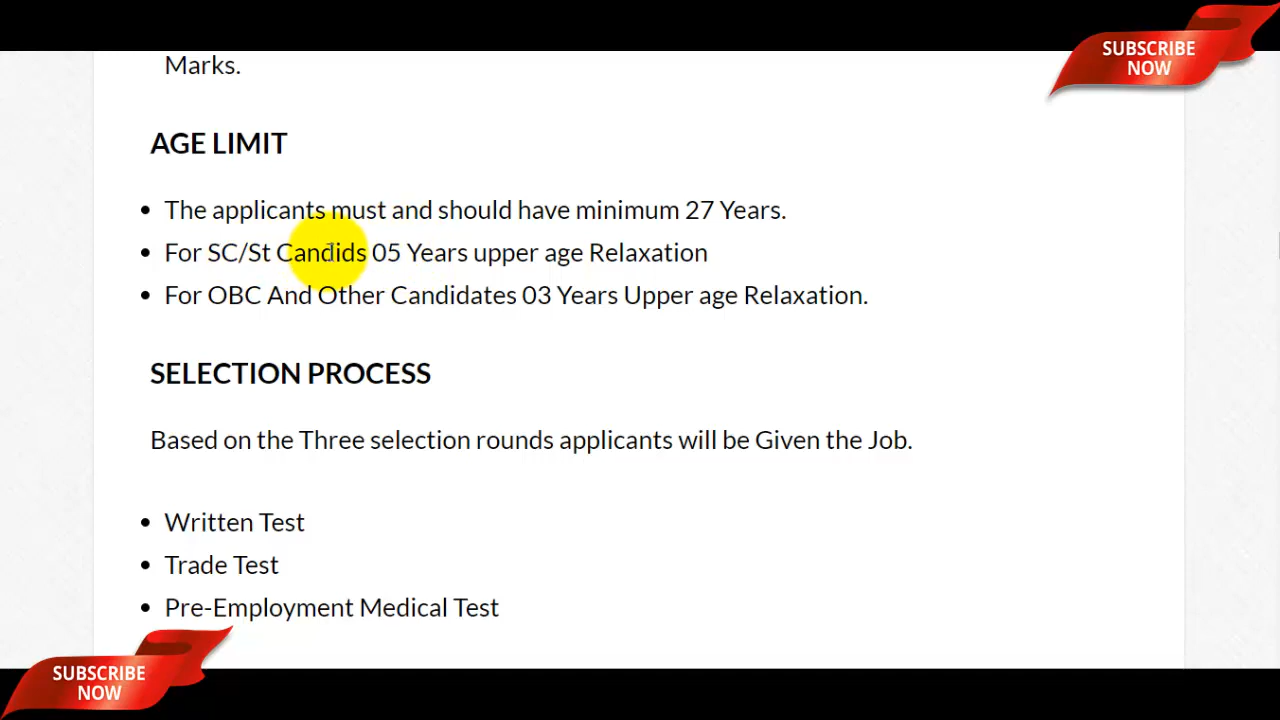 SUBSCRIBE
NOW
Marks.
AGE LIMIT
The applicants must and should have minimum 27 Years.
For SC/St Candids 05 Years upper age Relaxation
For OBC And Other Candidates 03 Years Upper age Relaxation.
SELECTION PROCESS
Based on the Three selection rounds applicants will be Given the Job.
Written Test
Trade Test
Pre-Employment Medical Test
SUBSCRIBE
NOW